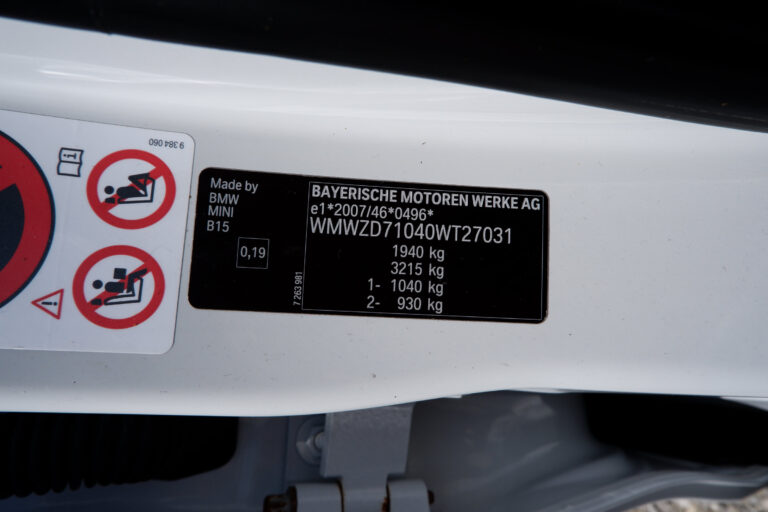 9 384 060
Made by
BMW
MINI
B15
0,19
7 263 981
BAYERISCHE MOTOREN WERKE AG
e1*2007/46*0496*
WMWZD71040WT27031
1940 kg
3215 kg
1- 1040 kg
2- 930 kg